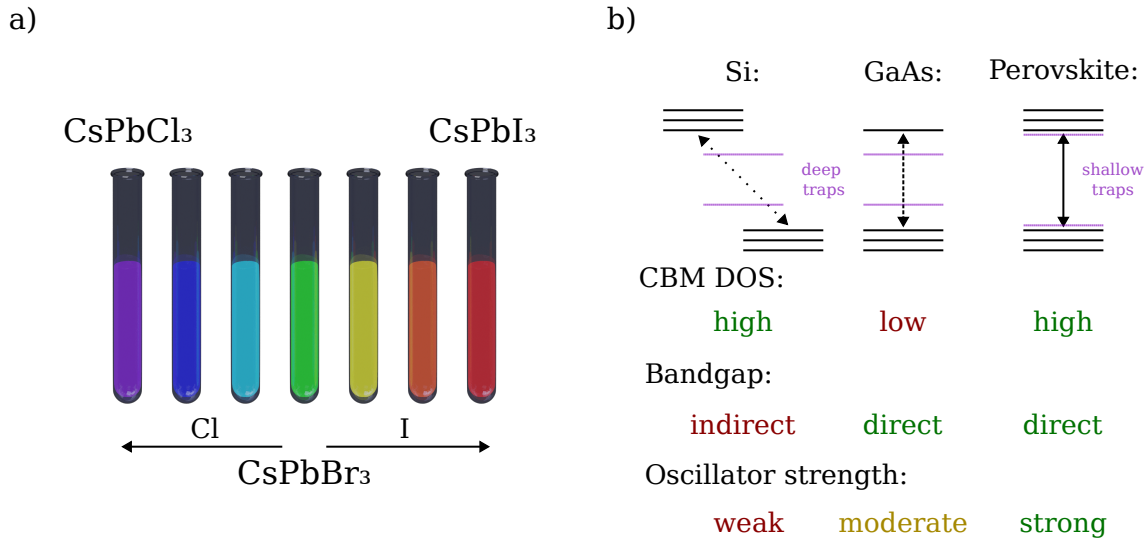 a)
CsPbCl₃
CsPbI₃
Cl
I
CsPbBr₃
b)
Si:
GaAs:
Perovskite:
deep
traps
shallow
traps
CBM DOS:
high low high
Bandgap:
indirect direct direct
Oscillator strength:
weak moderate strong